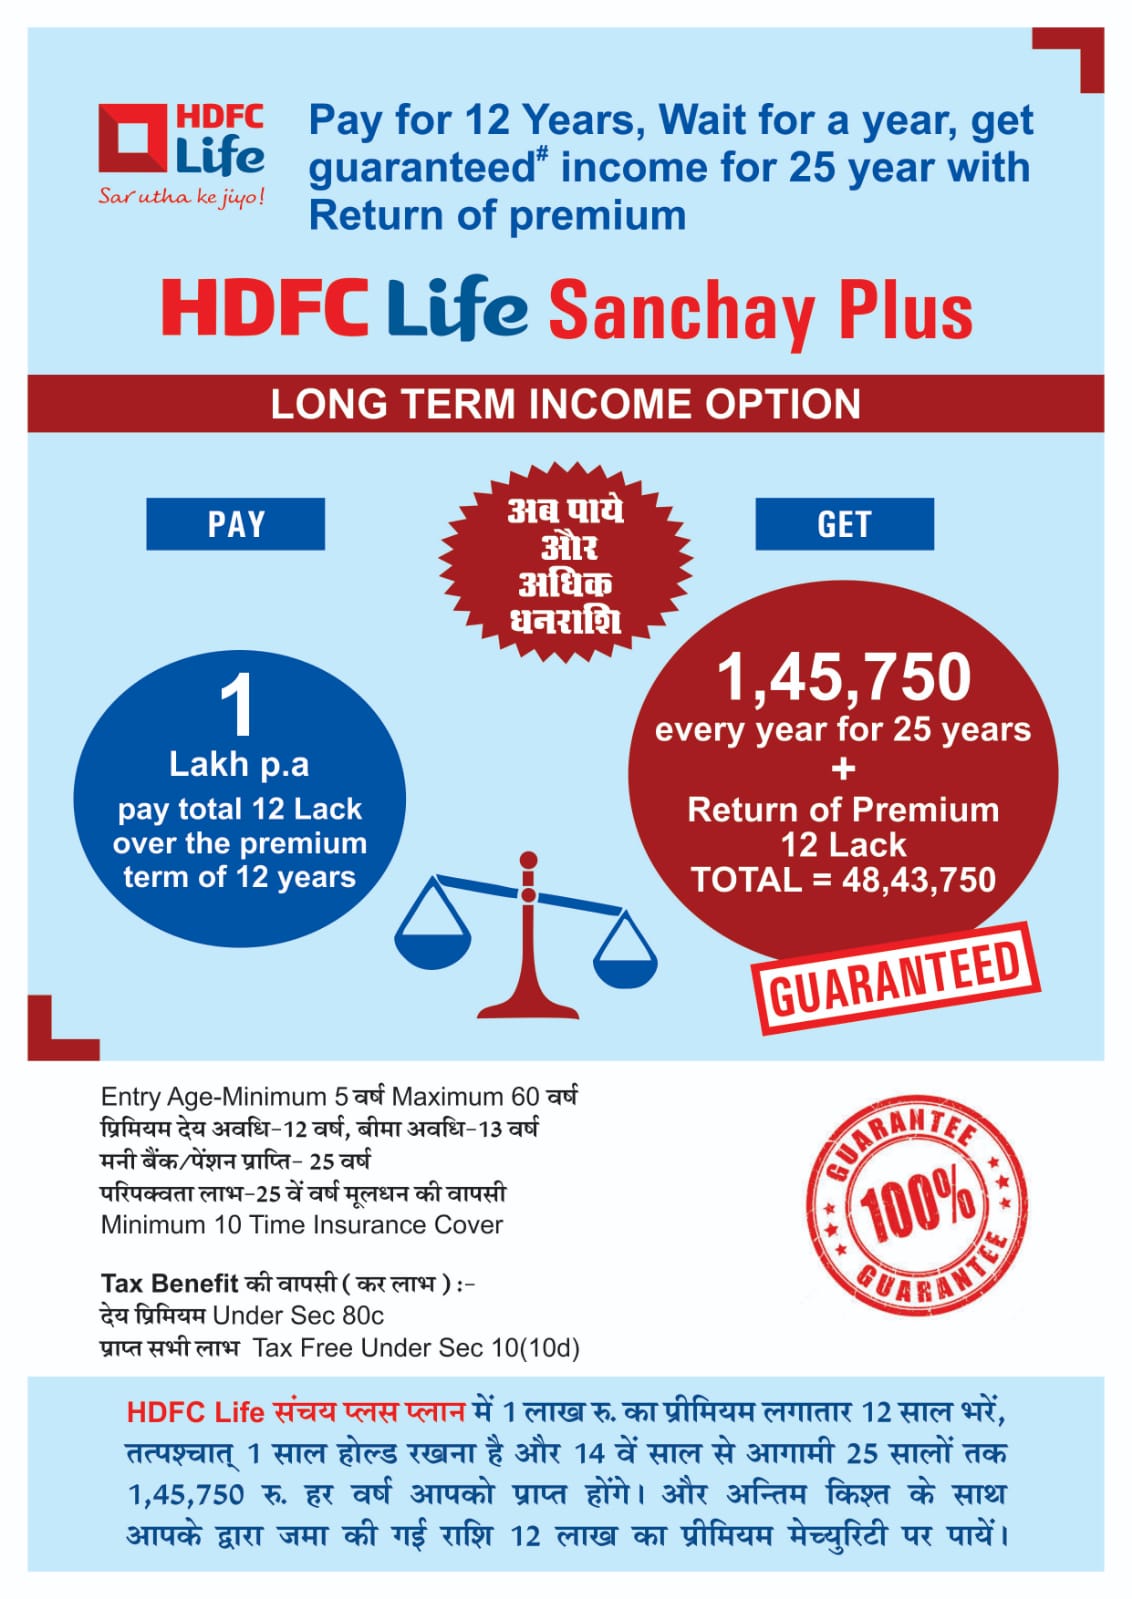 HDFC
Life
Sar utha ke jiyo!
Pay for 12 Years, Wait for a year, get
guaranteed# income for 25 year with
Return of premium
HDFC Life Sanchay Plus
LONG TERM INCOME OPTION
PAY
अब पाये
और
अधिक
धनराशि
GET
1
Lakh p.a
pay total 12 Lack
over the premium
term of 12 years
1,45,750
every year for 25 years
+
Return of Premium
12 Lack
TOTAL = 48,43,750
GUARANTEED
Entry Age-Minimum 5 वर्ष Maximum 60 वर्ष
प्रिमियम देय अवधि-12 वर्ष, बीमा अवधि-13 वर्ष
मनी बैंक/पेंशन प्राप्ति- 25 वर्ष
परिपक्वता लाभ-25 वें वर्ष मूलधन की वापसी
Minimum 10 Time Insurance Cover
GUARANTEE
100%
GUARANTEE
Tax Benefit की वापसी ( कर लाभ ) :-
देय प्रिमियम Under Sec 80c
प्राप्त सभी लाभ Tax Free Under Sec 10(10d)
HDFC Life संचय प्लस प्लान में 1 लाख रु. का प्रीमियम लगातार 12 साल भरें,
तत्पश्चात् 1 साल होल्ड रखना है और 14 वें साल से आगामी 25 सालों तक
1,45,750 रु. हर वर्ष आपको प्राप्त होंगे। और अन्तिम किश्त के साथ
आपके द्वारा जमा की गई राशि 12 लाख का प्रीमियम मेच्युरिटी पर पायें।